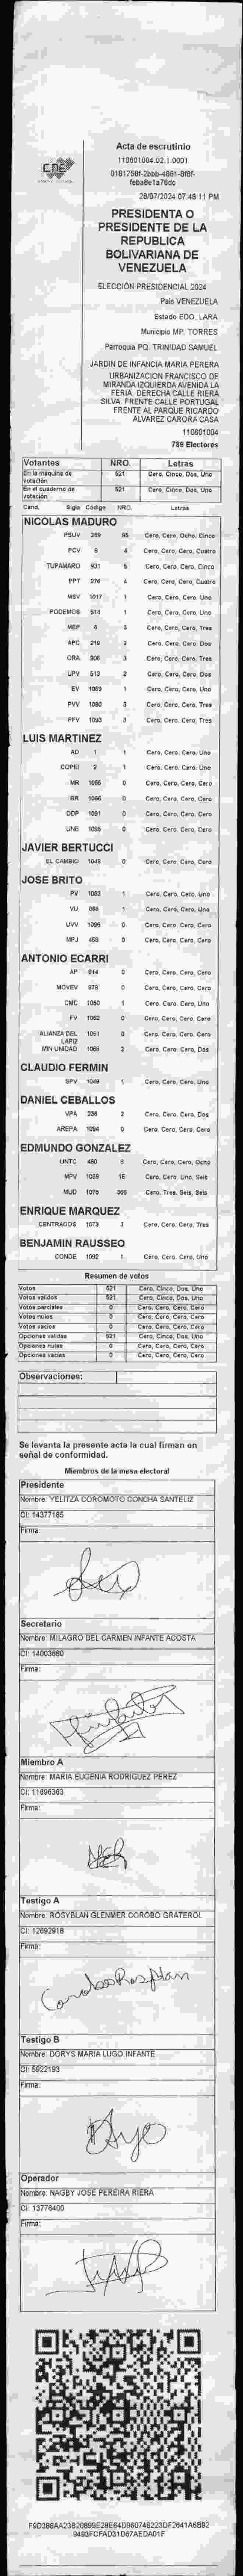 CNE
Acta de escrutinio
110601004.02.1.0001
28/07/2024 07:48:11 PM
PRESIDENTA O
PRESIDENTE DE LA
REPUBLICA
BOLIVARIANA DE
VENEZUELA
ELECCIÓN PRESIDENCIAL 2024
País VENEZUELA
Estado EDO. LARA
Municipio MP. TORRES
Parroquia PQ. TRINIDAD SAMUEL
JARDIN DE INFANCIA MARIA PERERA
URBANIZACION FRANCISCO DE
MIRANDA IZQUIERDA AVENIDA LA
FERIA. DERECHA CALLE RIERA
SILVA. FRENTE CALLE PORTUGAL
FRENTE AL PARQUE RICARDO
ALVAREZ CARORA CASA
110601004
789 Electores
Votantes NRO. Letras
En la máquina de votación 521 Cero, Cinco, Dos, Uno
En el cuaderno de votación 521 Cero, Cinco, Dos, Uno
Cand. Sigla Código NRO. Letras
NICOLAS MADURO
PSUV 269 85 Cero, Cero, Ocho, Cinco
PCV 5 4 Cero, Cero, Cero, Cuatro
TUPAMARO 931 5 Cero, Cero, Cero, Cinco
PPT 276 4 Cero, Cero, Cero, Cuatro
MSV 1017 1 Cero, Cero, Cero, Uno
PODEMOS 514 1 Cero, Cero, Cero, Uno
MEP 6 3 Cero, Cero, Cero, Tres
APC 219 2 Cero, Cero, Cero, Dos
ORA 306 3 Cero, Cero, Cero, Tres
UPV 513 2 Cero, Cero, Cero, Dos
EV 1089 1 Cero, Cero, Cero, Uno
PVV 1090 3 Cero, Cero, Cero, Tres
PFV 1093 3 Cero, Cero, Cero, Tres
LUIS MARTINEZ
AD 1 1 Cero, Cero, Cero, Uno
COPEI 2 1 Cero, Cero, Cero, Uno
MR 1065 0 Cero, Cero, Cero, Cero
BR 1066 0 Cero, Cero, Cero, Cero
DDP 1091 0 Cero, Cero, Cero, Cero
UNE 1095 0 Cero, Cero, Cero, Cero
JAVIER BERTUCCI
EL CAMBIO 1048 0 Cero, Cero, Cero, Cero
JOSE BRITO
PV 1053 1 Cero, Cero, Cero, Uno
VU 868 1 Cero, Cero, Cero, Uno
UVV 1096 0 Cero, Cero, Cero, Cero
MPJ 458 0 Cero, Cero, Cero, Cero
ANTONIO ECARRI
AP 814 0 Cero, Cero, Cero, Cero
MOVEV 878 0 Cero, Cero, Cero, Cero
CMC 1050 1 Cero, Cero, Cero, Uno
FV 1062 0 Cero, Cero, Cero, Cero
ALIANZA DEL LAPIZ 1051 0 Cero, Cero, Cero, Cero
MIN UNIDAD 1068 2 Cero, Cero, Cero, Dos
CLAUDIO FERMIN
SPV 1049 1 Cero, Cero, Cero, Uno
DANIEL CEBALLOS
VPA 236 2 Cero, Cero, Cero, Dos
AREPA 1094 0 Cero, Cero, Cero, Cero
EDMUNDO GONZALEZ
UNTC 460 8 Cero, Cero, Cero, Ocho
MPV 1069 16 Cero, Cero, Uno, Seis
MUD 1076 366 Cero, Tres, Seis, Seis
ENRIQUE MARQUEZ
CENTRADOS 1073 3 Cero, Cero, Cero, Tres
BENJAMIN RAUSSEO
CONDE 1092 1 Cero, Cero, Cero, Uno
Resumen de votos
Votos 521 Cero, Cinco, Dos, Uno
Votos validos 521 Cero, Cinco, Dos, Uno
Votos parciales 0 Cero, Cero, Cero, Cero
Votos nulos 0 Cero, Cero, Cero, Cero
Votos vacios 0 Cero, Cero, Cero, Cero
Opciones validas 521 Cero, Cinco, Dos, Uno
Opciones nulas 0 Cero, Cero, Cero, Cero
Opciones vacias 0 Cero, Cero, Cero, Cero
Observaciones:
Se levanta la presente acta la cual firman en
señal de conformidad.
Miembros de la mesa electoral
Presidente
Nombre: YELITZA COROMOTO CONCHA SANTELIZ
CI: 14377185
Firma:
Secretario
Nombre: MILAGRO DEL CARMEN INFANTE ACOSTA
CI: 14003680
Firma:
Miembro A
Nombre: MARIA EUGENIA RODRIGUEZ PEREZ
CI: 11696363
Firma:
Testigo A
Nombre: ROSYBLAN GLENMER COROBO GRATEROL
CI: 12692918
Firma:
Testigo B
Nombre: DORYS MARIA LUGO INFANTE
CI: 5922193
Firma:
Operador
Nombre: NAGBY JOSE PEREIRA RIERA
CI: 13776400
Firma: